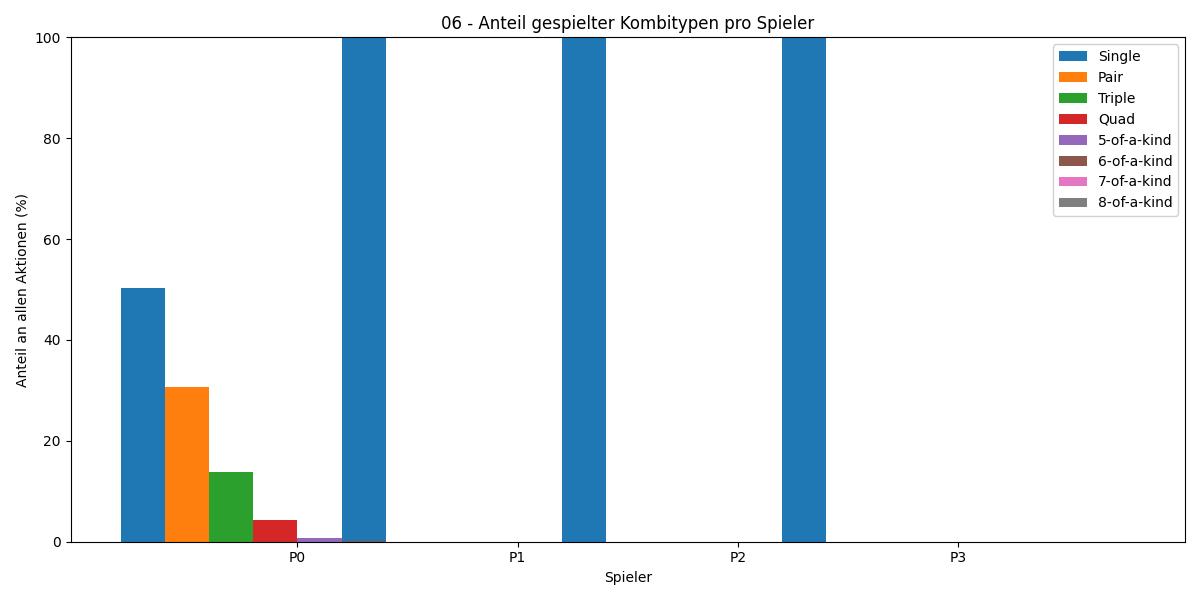 06 - Anteil gespielter Kombitypen pro Spieler
Anteil an allen Aktionen (%)
100
80
60
40
20
0
Single
Pair
Triple
Quad
5-of-a-kind
6-of-a-kind
7-of-a-kind
8-of-a-kind
P0
P1
P2
P3
Spieler